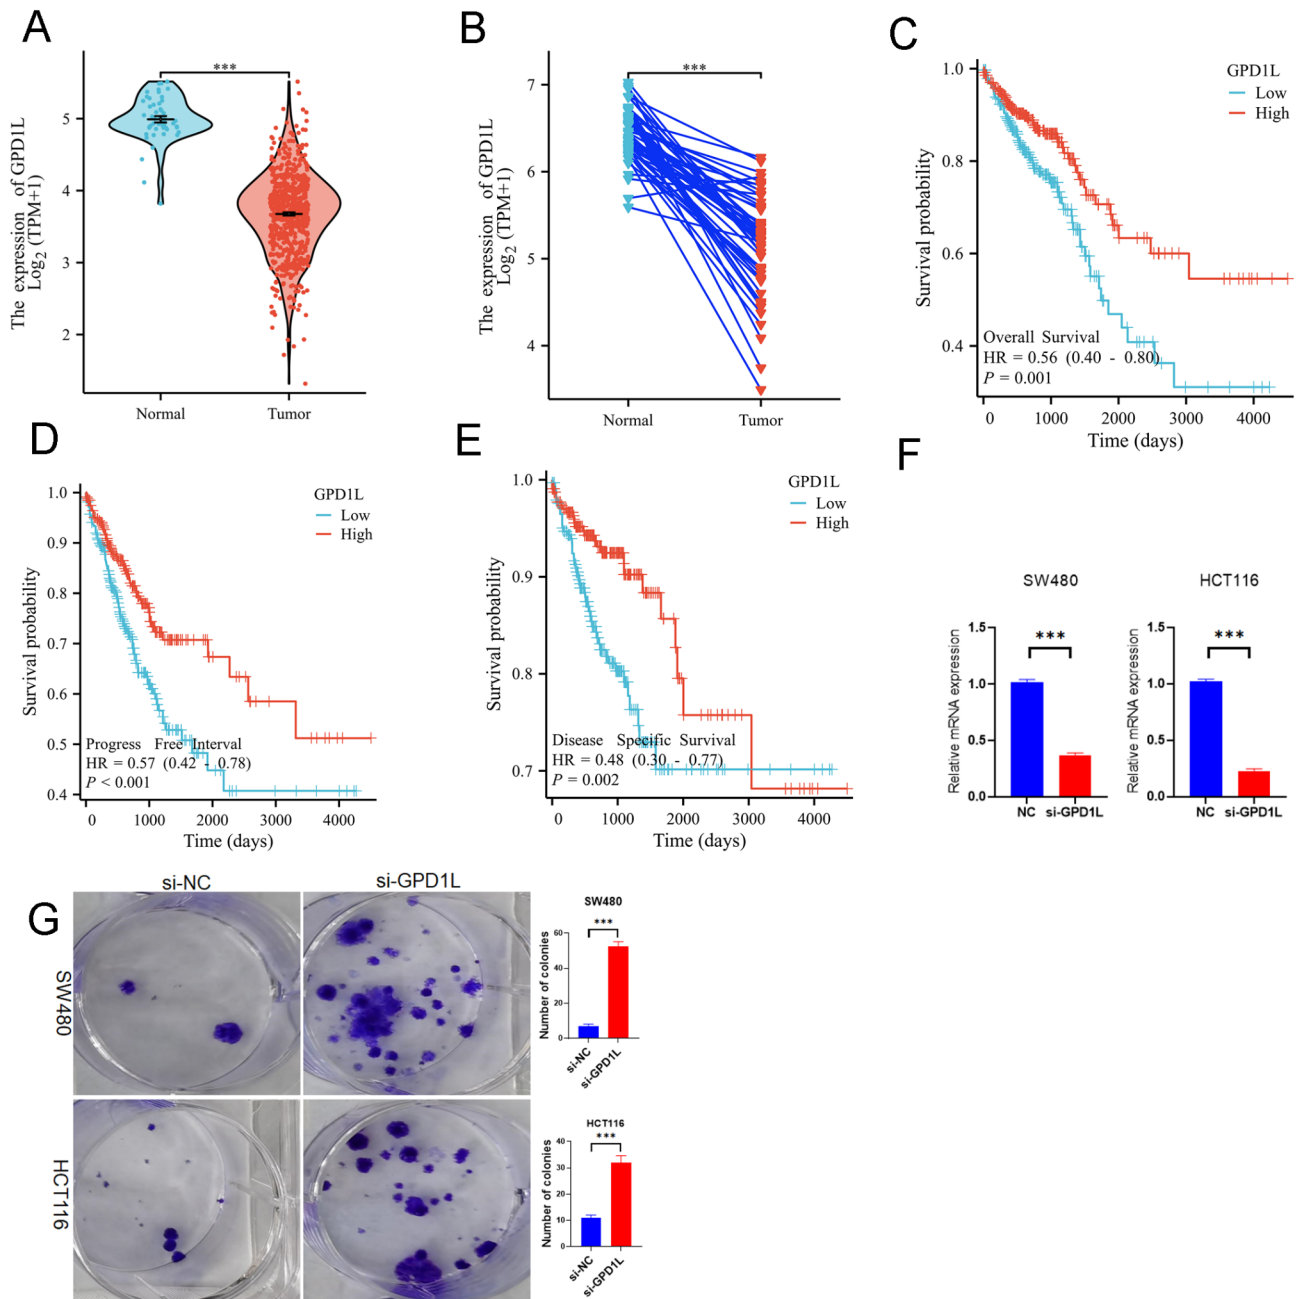 A
The expression of GPD1L
Log2 (TPM+1)
5
4
3
2
***
Normal
Tumor
B
The expression of GPD1L
Log2 (TPM+1)
7
6
5
4
***
Normal
Tumor
C
Survival probability
1.0
0.8
0.6
0.4
GPD1L
Low
High
Overall Survival
HR = 0.56 (0.40 - 0.80)
P = 0.001
0 1000 2000 3000 4000
Time (days)
D
Survival probability
1.0
0.9
0.8
0.7
0.6
0.5
0.4
GPD1L
Low
High
Progress Free Interval
HR = 0.57 (0.42 - 0.78)
P < 0.001
0 1000 2000 3000 4000
Time (days)
E
Survival probability
1.0
0.9
0.8
0.7
GPD1L
Low
High
Disease Specific Survival
HR = 0.48 (0.30 - 0.77)
P = 0.002
0 1000 2000 3000 4000
Time (days)
F
SW480
Relative mRNA expression
1.5
1.0
0.5
0.0
***
NC si-GPD1L
HCT116
Relative mRNA expression
1.5
1.0
0.5
0.0
***
NC si-GPD1L
G
si-NC
si-GPD1L
SW480
HCT116
SW480
Number of colonies
60
40
20
0
***
si-NC
si-GPD1L
HCT116
Number of colonies
40
30
20
10
0
***
si-NC
si-GPD1L